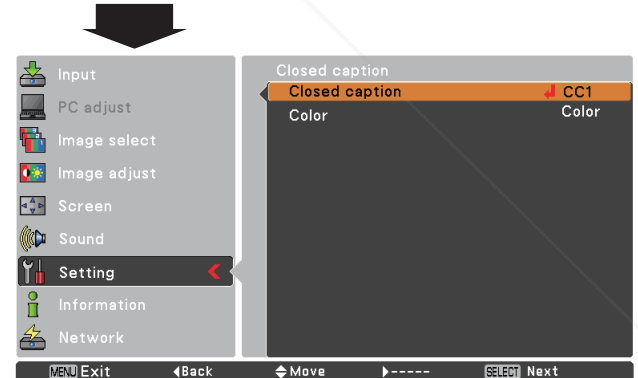 Input
PC adjust
Image select
Image adjust
Screen
Sound
Setting
Information
Network
Closed caption
Closed caption CC1
Color Color
MENU Exit ◀Back Move ▶----- SELECT Next